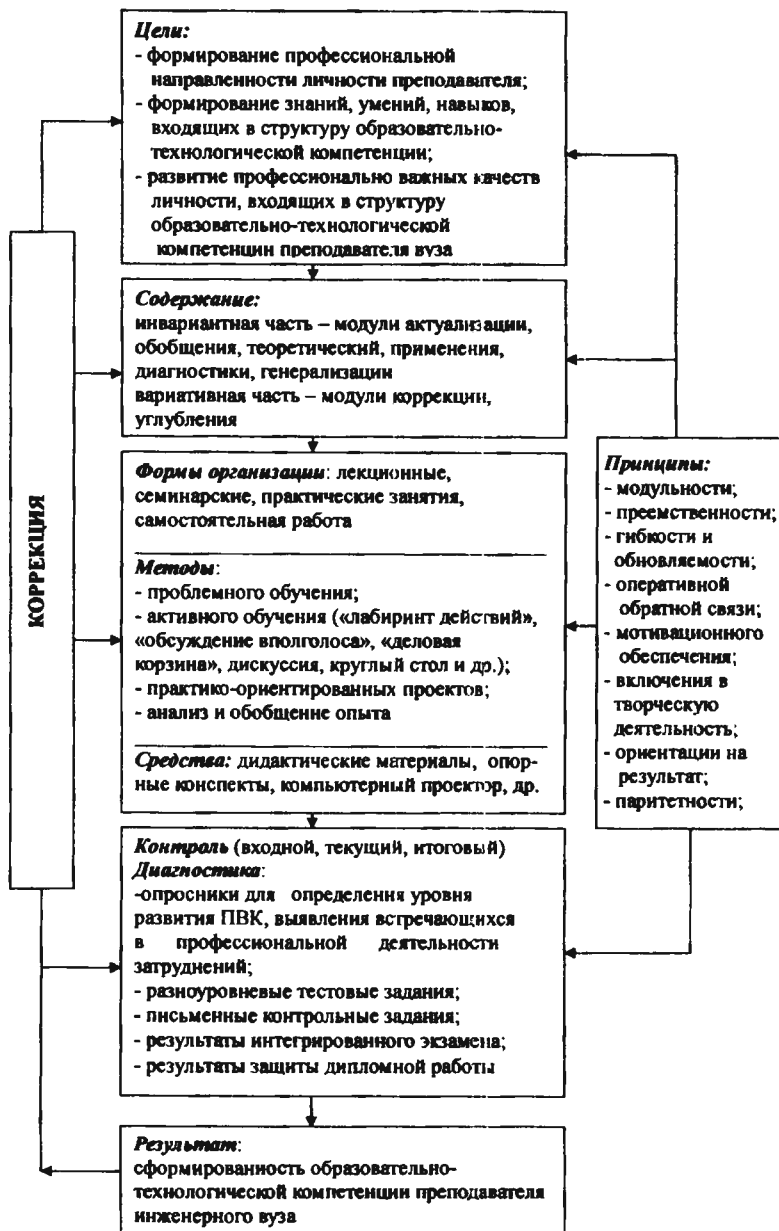 Цели:
- формирование профессиональной
направленности личности преподавателя;
- формирование знаний, умений, навыков,
входящих в структуру образовательно-
технологической компетенции;
- развитие профессионально важных качеств
личности, входящих в структуру
образовательно-технологической
компетенции преподавателя вуза
Содержание:
инвариантная часть – модули актуализации,
обобщения, теоретический, применения,
диагностики, генерализации
вариативная часть – модули коррекции,
углубления
Формы организации: лекционные,
семинарские, практические занятия,
самостоятельная работа
Методы:
- проблемного обучения;
- активного обучения («лабиринт действий»,
«обсуждение вполголоса», «деловая
корзина», дискуссия, круглый стол и др.);
- практико-ориентированных проектов;
- анализ и обобщение опыта
Средства: дидактические материалы, опор-
ные конспекты, компьютерный проектор, др.
Контроль (входной, текущий, итоговый)
Диагностика:
-опросники для определения уровня
развития ПВК, выявления встречающихся
в профессиональной деятельности
затруднений;
- разноуровневые тестовые задания;
- письменные контрольные задания;
- результаты интегрированного экзамена;
- результаты защиты дипломной работы
Результат:
сформированность образовательно-
технологической компетенции преподавателя
инженерного вуза
КОРРЕКЦИЯ
Принципы:
- модульности;
- преемственности;
- гибкости и
обновляемости;
- оперативной
обратной связи;
- мотивационного
обеспечения;
- включения в
творческую
деятельность;
- ориентации на
результат;
- паритетности;